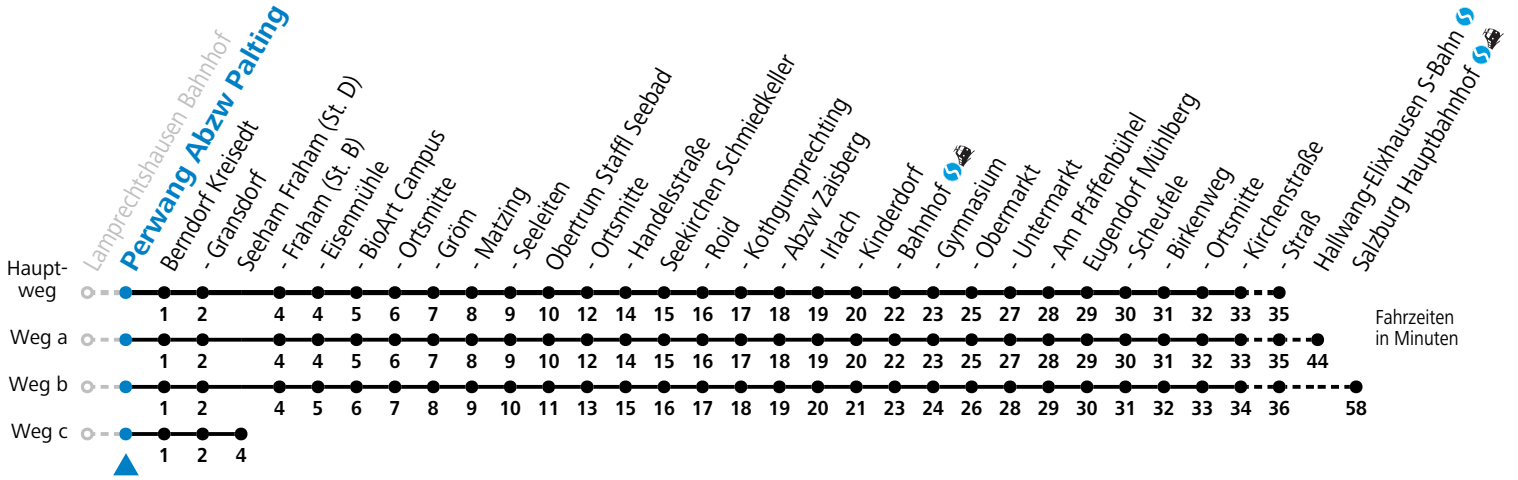 Lamprechtshausen Bahnhof
Perwang Abzw Palting
Berndorf Kreisedt
- Gransdorf
Seeham Fraham (St. D)
- Fraham (St. B)
- Eisenmühle
- BioArt Campus
- Ortsmitte
- Gröm
- Matzing
- Seeleiten
Obertrum Staffl Seebad
- Ortsmitte
- Handelsstraße
Seekirchen Schmiedkeller
- Roid
- Kothgumprechting
- Abzw Zaisberg
- Irlach
- Kinderdorf
- Bahnhof
- Gymnasium
- Obermarkt
- Untermarkt
- Am Pfaffenbühel
Eugendorf Mühlberg
- Scheufele
- Birkenweg
- Ortsmitte
- Kirchenstraße
- Straß
Hallwang-Elixhausen S-Bahn
Salzburg Hauptbahnhof
Haupt-
weg
1 2 4 4 5 6 7 8 9 10 12 14 15 16 17 18 19 20 22 23 25 27 28 29 30 31 32 33 35
Weg a
1 2 4 4 5 6 7 8 9 10 12 14 15 16 17 18 19 20 22 23 25 27 28 29 30 31 32 33 35 44
Weg b
1 2 4 5 6 7 8 9 10 11 13 15 16 17 18 19 20 21 23 24 26 28 29 30 31 32 33 34 36 58
Weg c
1 2 4
Fahrzeiten
in Minuten